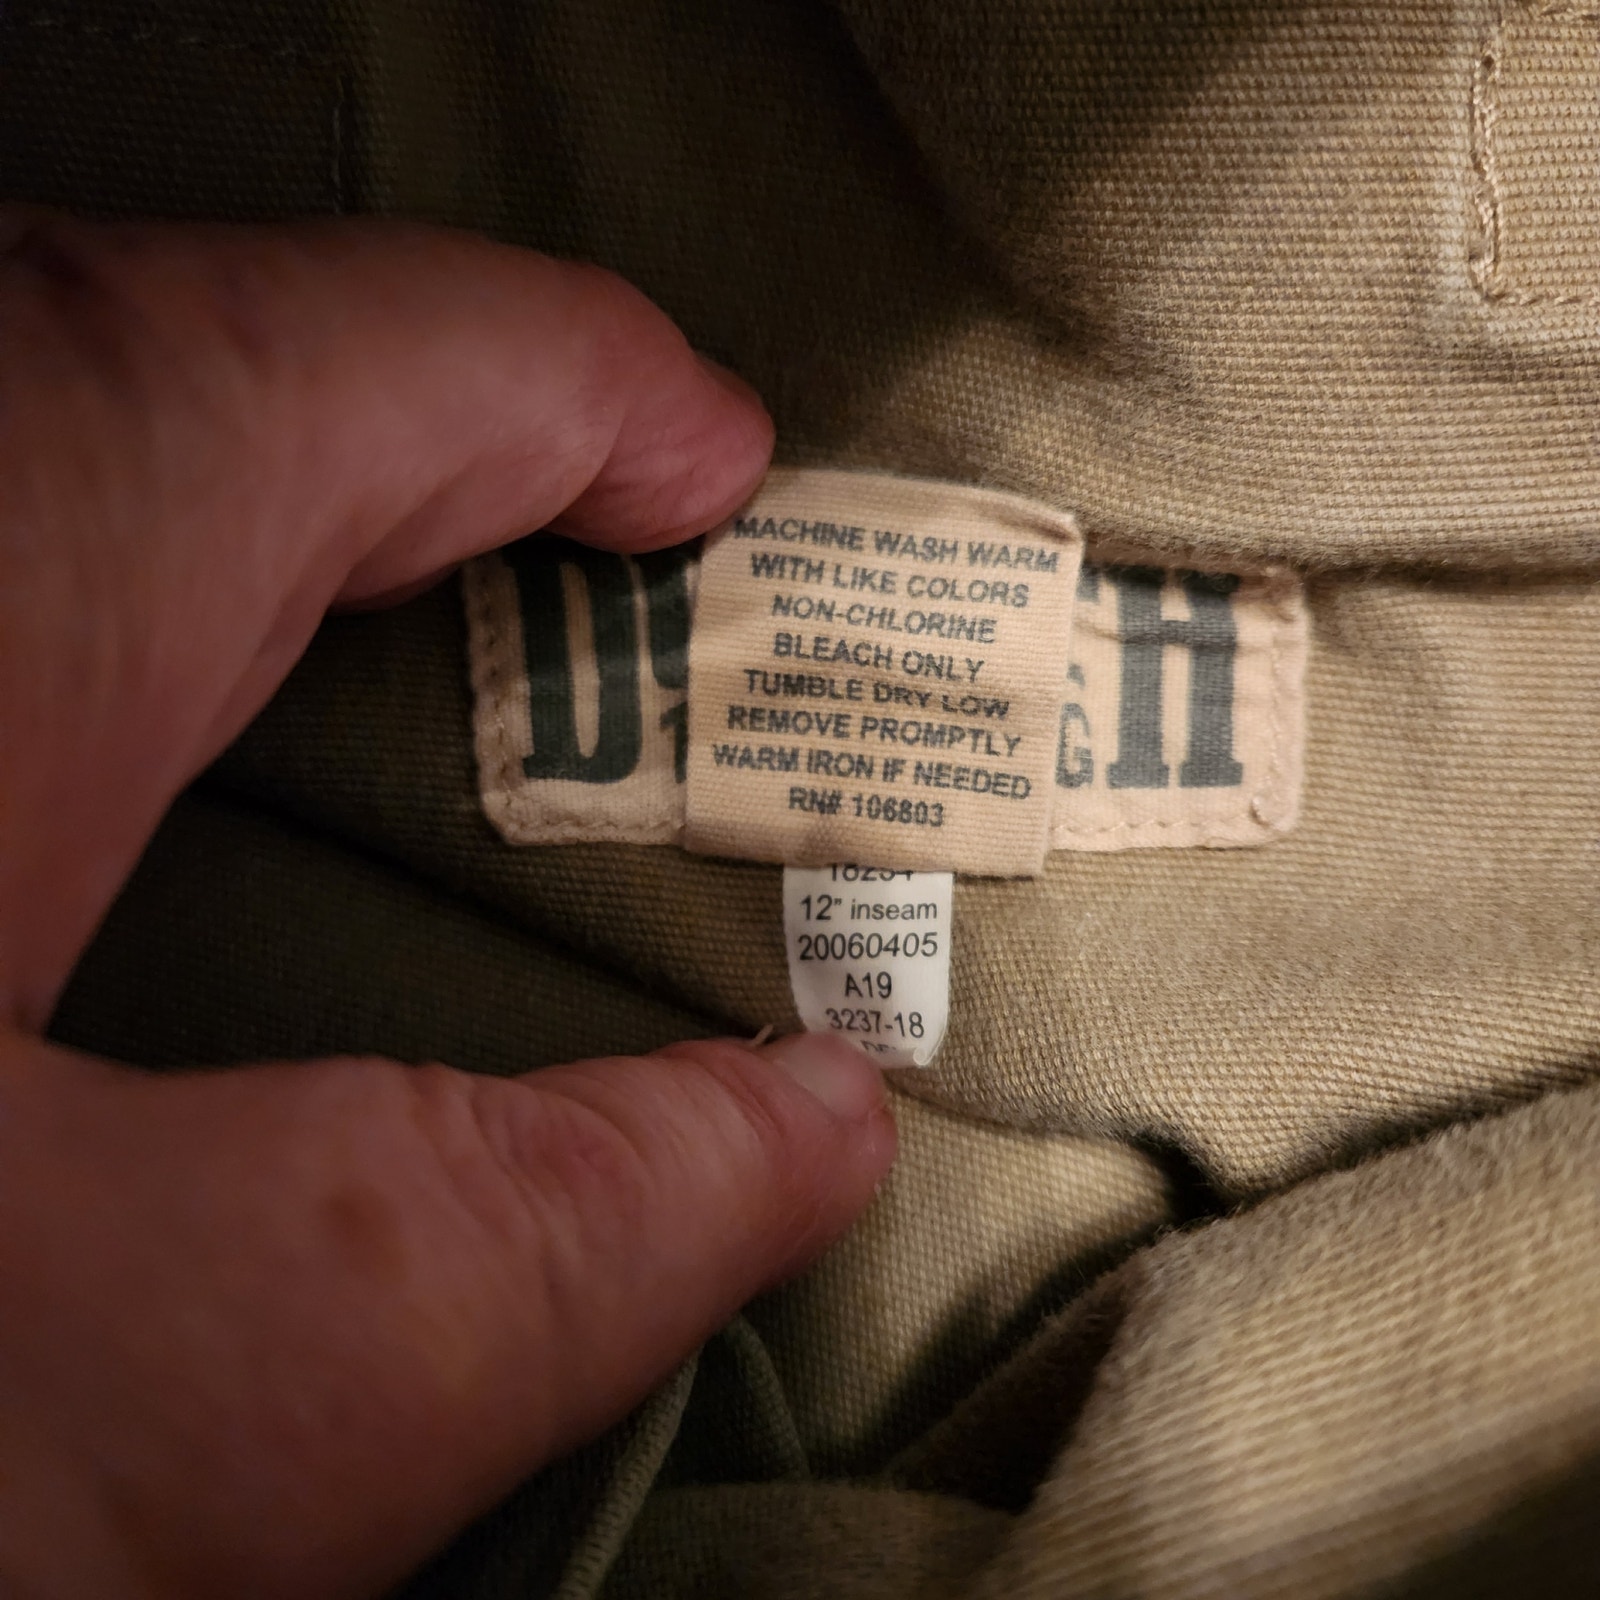 MACHINE WASH WARM
WITH LIKE COLORS
NON-CHLORINE
BLEACH ONLY
TUMBLE DRY LOW
REMOVE PROMPTLY
WARM IRON IF NEEDED
RN# 106803
12" inseam
20060405
A19
3237-18